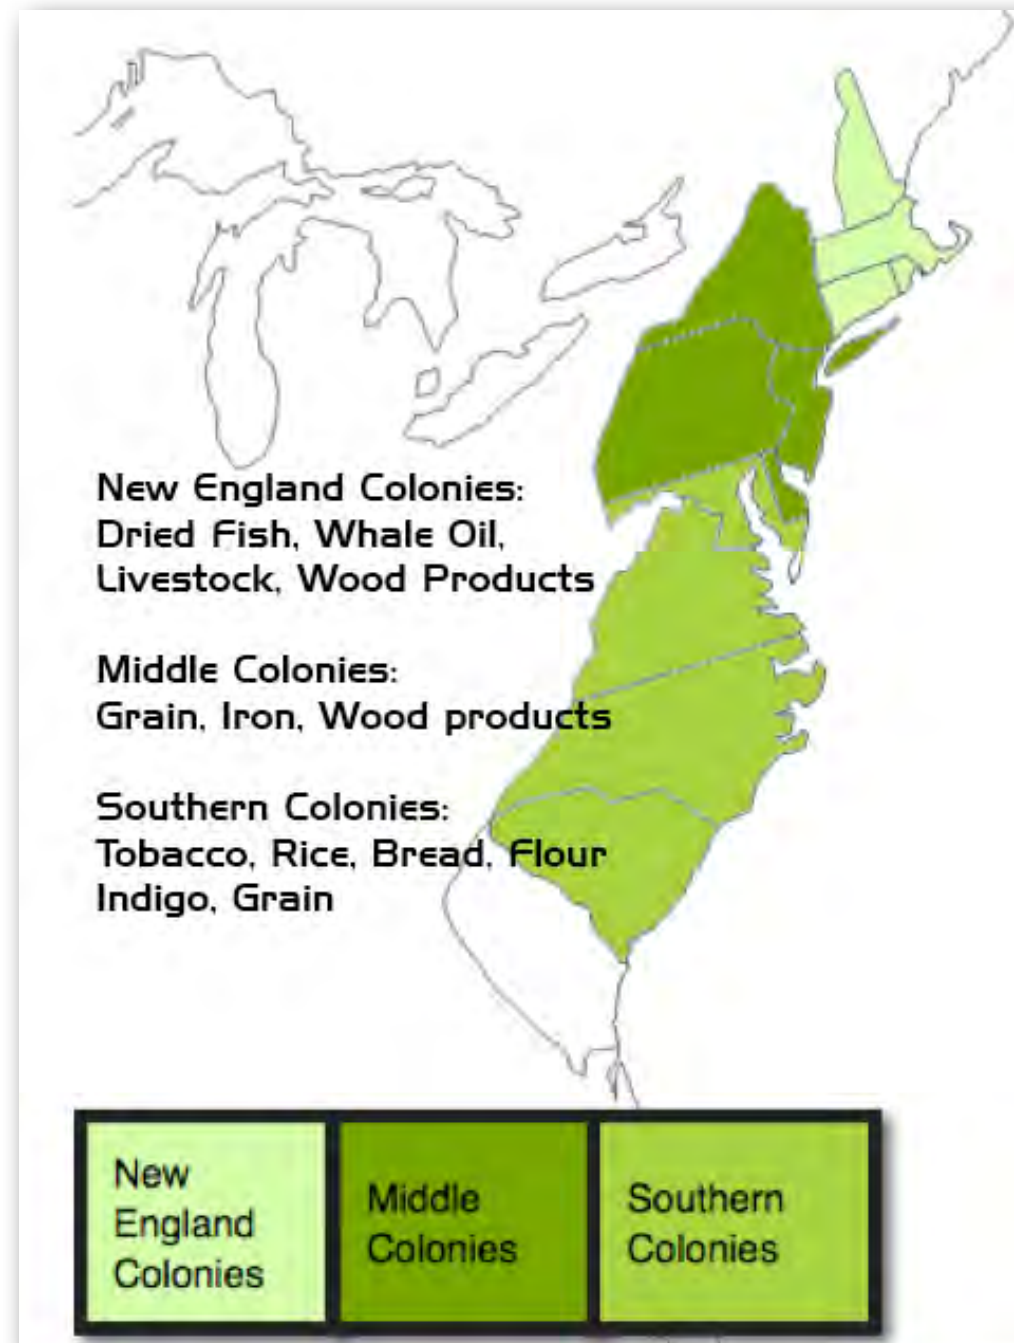 New England Colonies:
Dried Fish, Whale Oil,
Livestock, Wood Products
Middle Colonies:
Grain, Iron, Wood products
Southern Colonies:
Tobacco, Rice, Bread, Flour
Indigo, Grain
New
England
Colonies
Middle
Colonies
Southern
Colonies